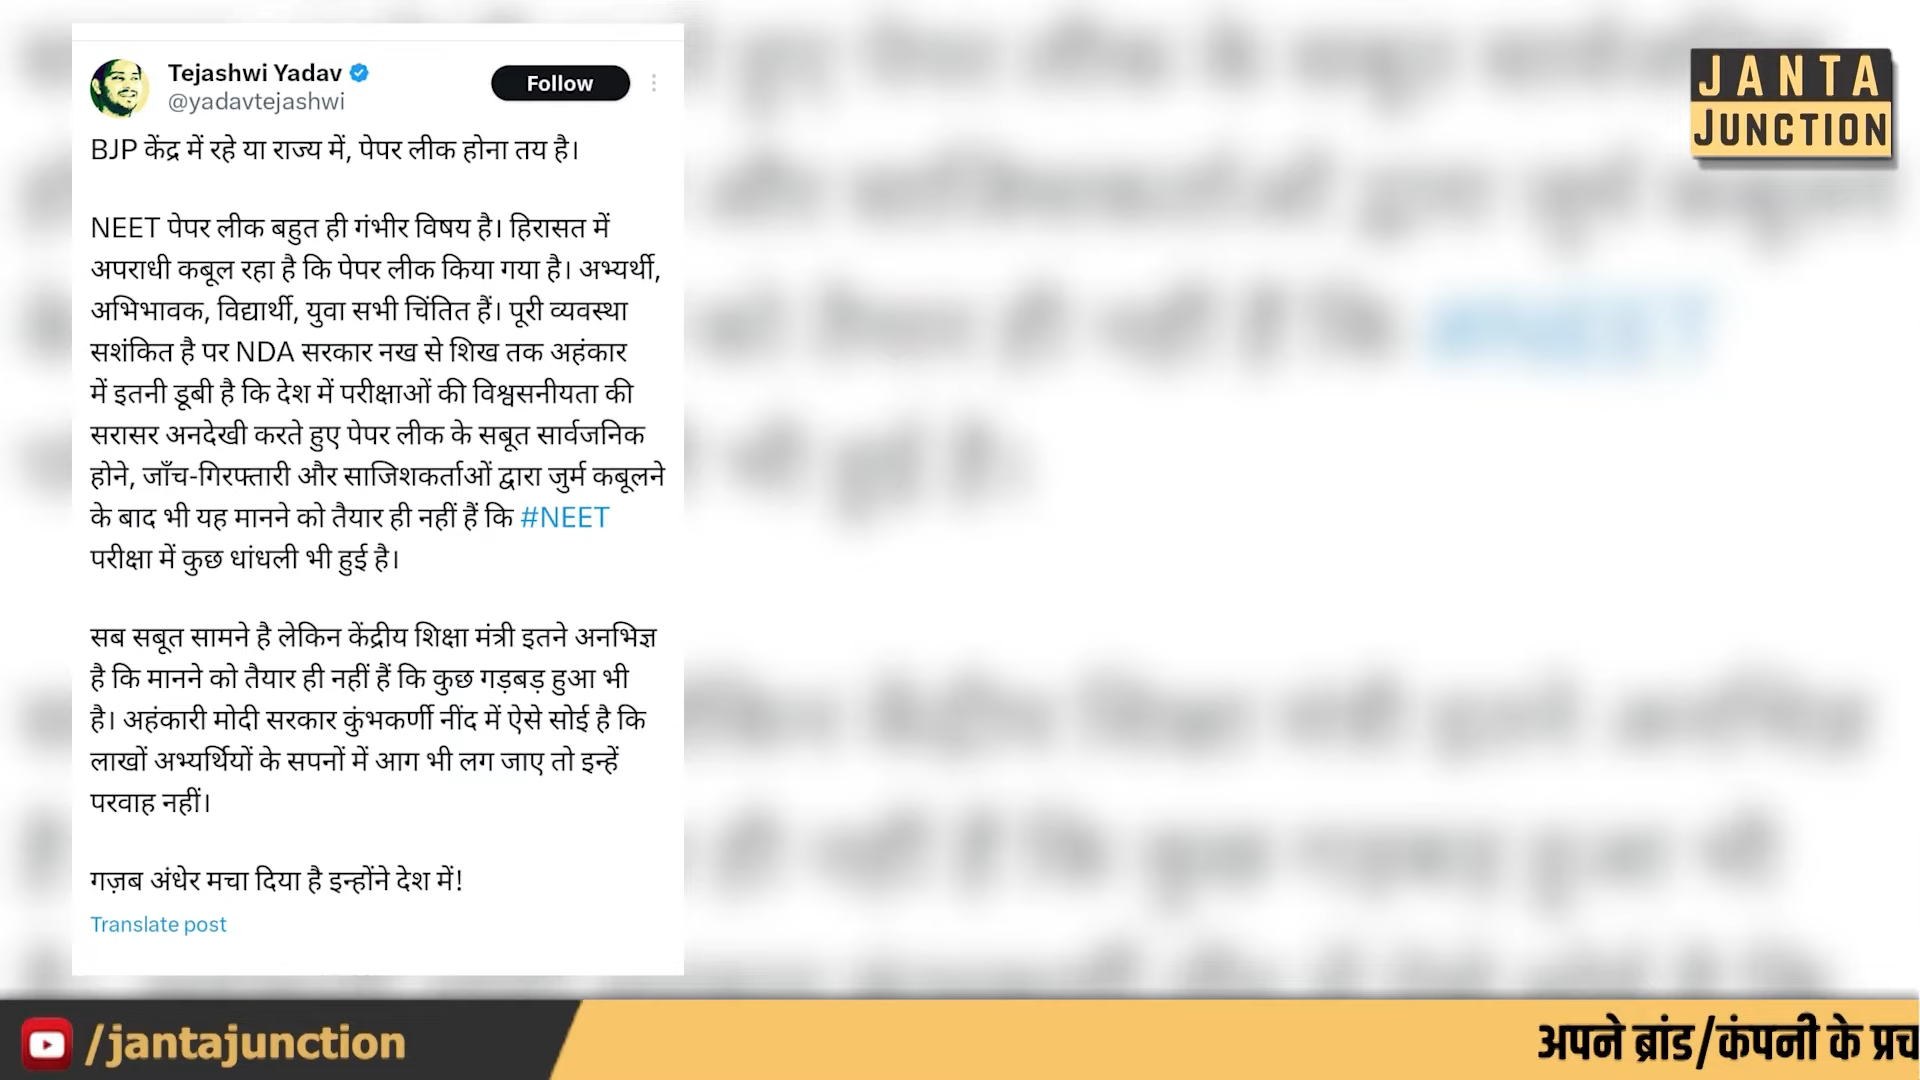 Tejashwi Yadav
@yadavtejashwi
Follow
BJP केंद्र में रहे या राज्य में, पेपर लीक होना तय है।
NEET पेपर लीक बहुत ही गंभीर विषय है। हिरासत में
अपराधी कबूल रहा है कि पेपर लीक किया गया है। अभ्यर्थी,
अभिभावक, विद्यार्थी, युवा सभी चिंतित हैं। पूरी व्यवस्था
सशंकित है पर NDA सरकार नख से शिख तक अहंकार
में इतनी डूबी है कि देश में परीक्षाओं की विश्वसनीयता की
सरासर अनदेखी करते हुए पेपर लीक के सबूत सार्वजनिक
होने, जाँच-गिरफ्तारी और साजिशकर्ताओं द्वारा जुर्म कबूलने
के बाद भी यह मानने को तैयार ही नहीं हैं कि #NEET
परीक्षा में कुछ धांधली भी हुई है।
सब सबूत सामने है लेकिन केंद्रीय शिक्षा मंत्री इतने अनभिज्ञ
है कि मानने को तैयार ही नहीं हैं कि कुछ गड़बड़ हुआ भी
है। अहंकारी मोदी सरकार कुंभकर्णी नींद में ऐसे सोई है कि
लाखों अभ्यर्थियों के सपनों में आग भी लग जाए तो इन्हें
परवाह नहीं।
गज़ब अंधेर मचा दिया है इन्होंने देश में!
Translate post
JANTA
JUNCTION
/jantajunction
अपने ब्रांड/कंपनी के प्रच